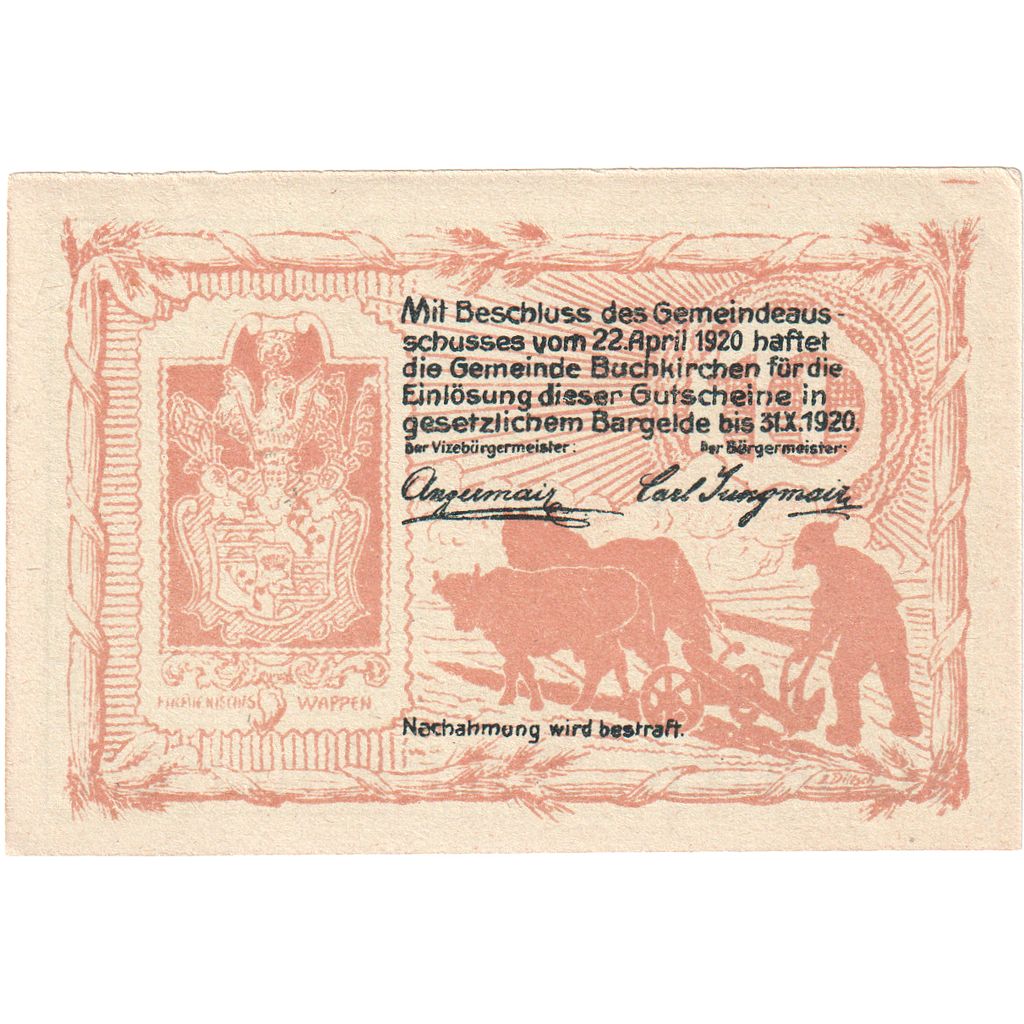 Mit Beschluss des Gemeindeaus-
schusses vom 22. April 1920 haftet
die Gemeinde Buchkirchen für die
Einlösung dieser Gutscheine in
gesetzlichem Bargelde bis 31.X.1920.
Der Vizebürgermeister: Der Bürgermeister:
Angermair Carl Jungmair
10
WAPPEN
Nachahmung wird bestraft.